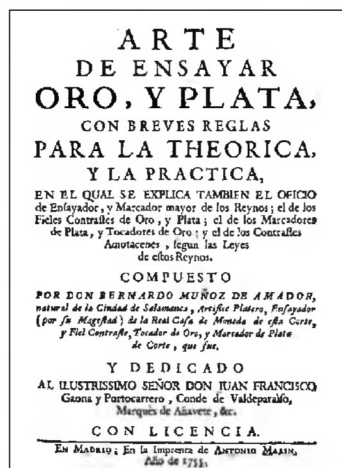 ARTE
DE ENSAYAR
ORO, Y PLATA,
CON BREVES REGLAS
PARA LA THEORICA,
Y LA PRACTICA,
EN EL QUAL SE EXPLICA TAMBIEN EL OFICIO
de Ensayador, y Marcador mayor de los Reynos; el de los
Fieles Contrastes de Oro, y Plata; el de los Marcadores
de Plata, y Tocadores de Oro; y el de los Contrastes
Amotacenes, segun las Leyes
de estos Reynos.
COMPUESTO
POR DON BERNARDO MUÑOZ DE AMADOR,
natural de la Ciudad de Salamanca, Artifice Platero, Ensayador
(por su Magestad) de la Real Casa de Moneda de esta Corte,
y Fiel Contraste, Tocador de Oro, y Marcador de Plata
de Corte, que fue.
Y DEDICADO
AL ILUSTRISSIMO SEÑOR DON JUAN FRANCISCO
Gaona y Portocarrero, Conde de Valdeparaíso,
Marqués de Añavete, &c.
CON LICENCIA.
EN MADRID: En la Imprenta de ANTONIO MARIN,
Año de 1755.